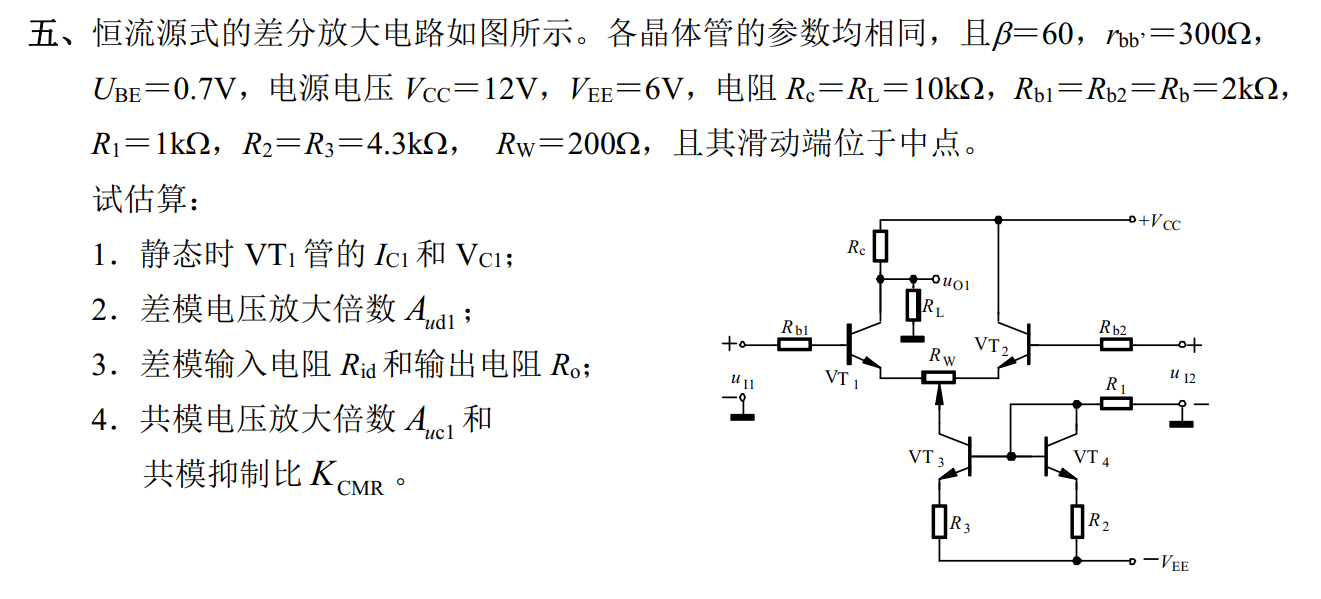 五、恒流源式的差分放大电路如图所示。各晶体管的参数均相同，且β＝60，rbb’＝300Ω，
UBE＝0.7V，电源电压 VCC＝12V，VEE＝6V，电阻 Rc＝RL＝10kΩ，Rb1＝Rb2＝Rb＝2kΩ，
R1＝1kΩ，R2＝R3＝4.3kΩ， RW＝200Ω，且其滑动端位于中点。
试估算：
1．静态时 VT1 管的 IC1 和 VC1；
2．差模电压放大倍数 Aud1；
3．差模输入电阻 Rid 和输出电阻 Ro；
4．共模电压放大倍数 Auc1 和
共模抑制比 KCMR 。
+VCC
Rc
uO1
RL
Rb1
Rb2
+
+
VT2
RW
VT1
uI1
R1
u I2
−
−
VT3
VT4
R3
R2
−VEE